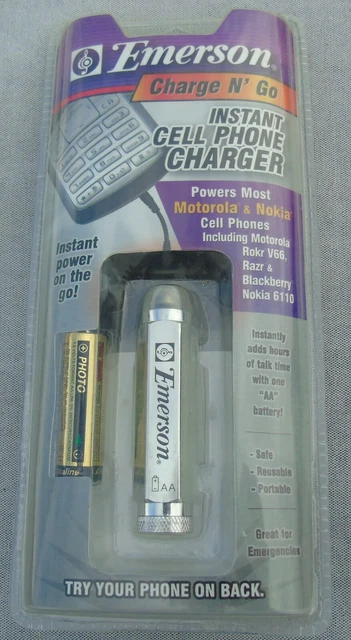 Emerson®
Charge N' Go
INSTANT
CELL PHONE
CHARGER
Powers Most
Motorola & Nokia
Cell Phones
Including Motorola
Rokr V66,
Razr &
Blackberry
Nokia 6110
Instant
power
on the
go!
PHOTO
Emerson®
AA
Instantly
adds hours
of talk time
with one
"AA"
battery!
- Safe
- Reusable
- Portable
Great for
Emergencies
TRY YOUR PHONE ON BACK.